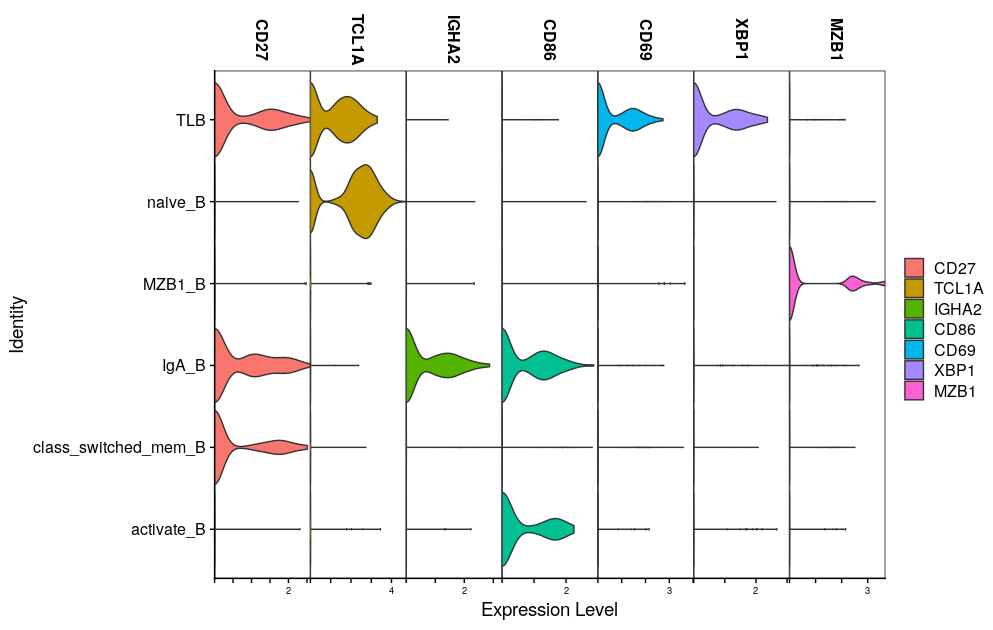 CD27 TCL1A IGHA2 CD86 CD69 XBP1 MZB1
TLB
naive_B
MZB1_B
IgA_B
class_switched_mem_B
activate_B
Identity
2 4 2 2 3 2 3
Expression Level
CD27
TCL1A
IGHA2
CD86
CD69
XBP1
MZB1